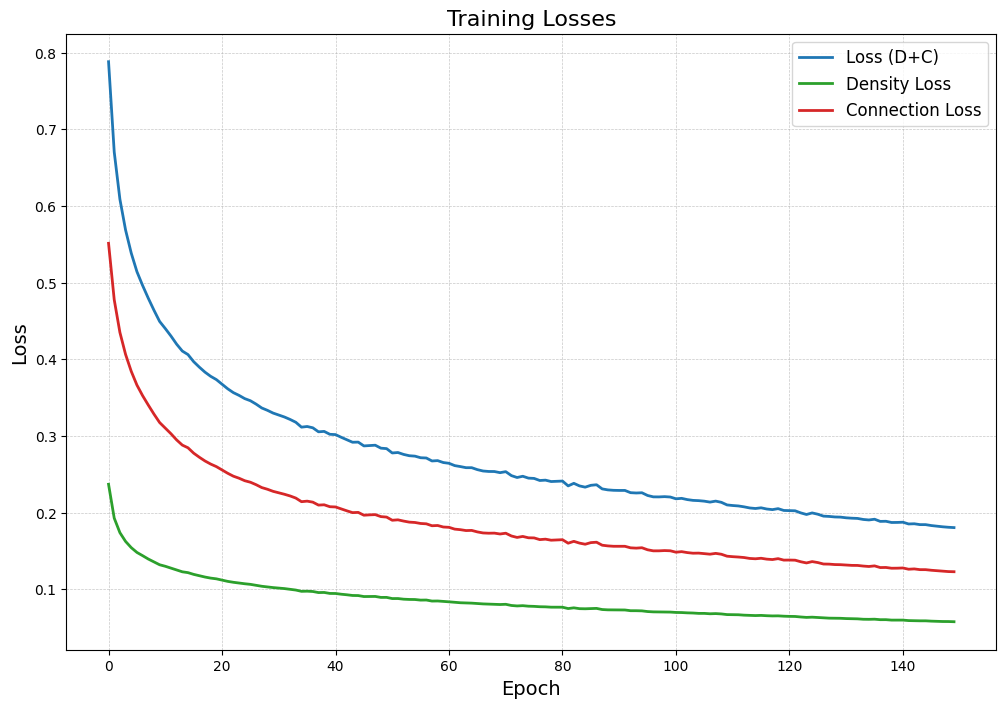 Training Losses
Loss (D+C)
Density Loss
Connection Loss
Loss
0.8
0.7
0.6
0.5
0.4
0.3
0.2
0.1
0 20 40 60 80 100 120 140
Epoch